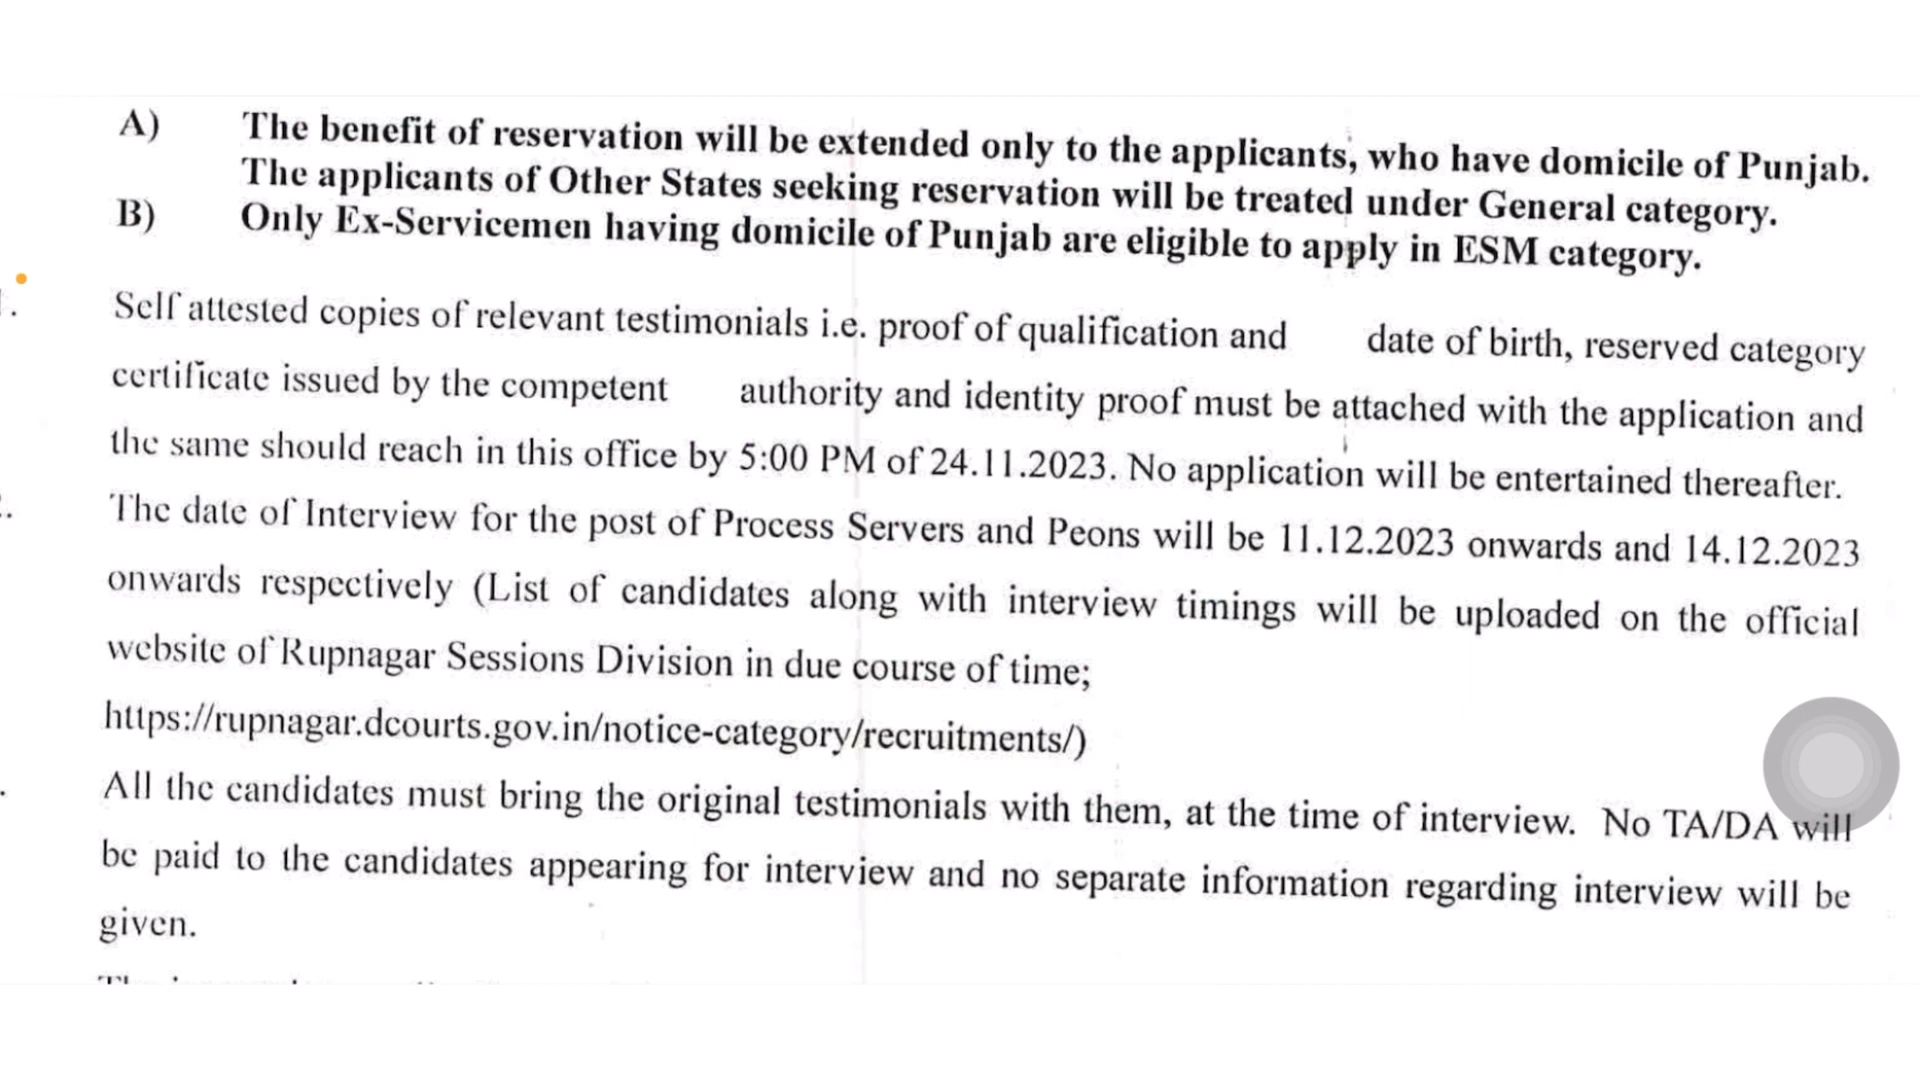 A) The benefit of reservation will be extended only to the applicants, who have domicile of Punjab.
The applicants of Other States seeking reservation will be treated under General category.
B) Only Ex-Servicemen having domicile of Punjab are eligible to apply in ESM category.
Self attested copies of relevant testimonials i.e. proof of qualification and date of birth, reserved category
certificate issued by the competent authority and identity proof must be attached with the application and
the same should reach in this office by 5:00 PM of 24.11.2023. No application will be entertained thereafter.
The date of Interview for the post of Process Servers and Peons will be 11.12.2023 onwards and 14.12.2023
onwards respectively (List of candidates along with interview timings will be uploaded on the official
website of Rupnagar Sessions Division in due course of time;
https://rupnagar.dcourts.gov.in/notice-category/recruitments/)
All the candidates must bring the original testimonials with them, at the time of interview. No TA/DA will
be paid to the candidates appearing for interview and no separate information regarding interview will be
given.